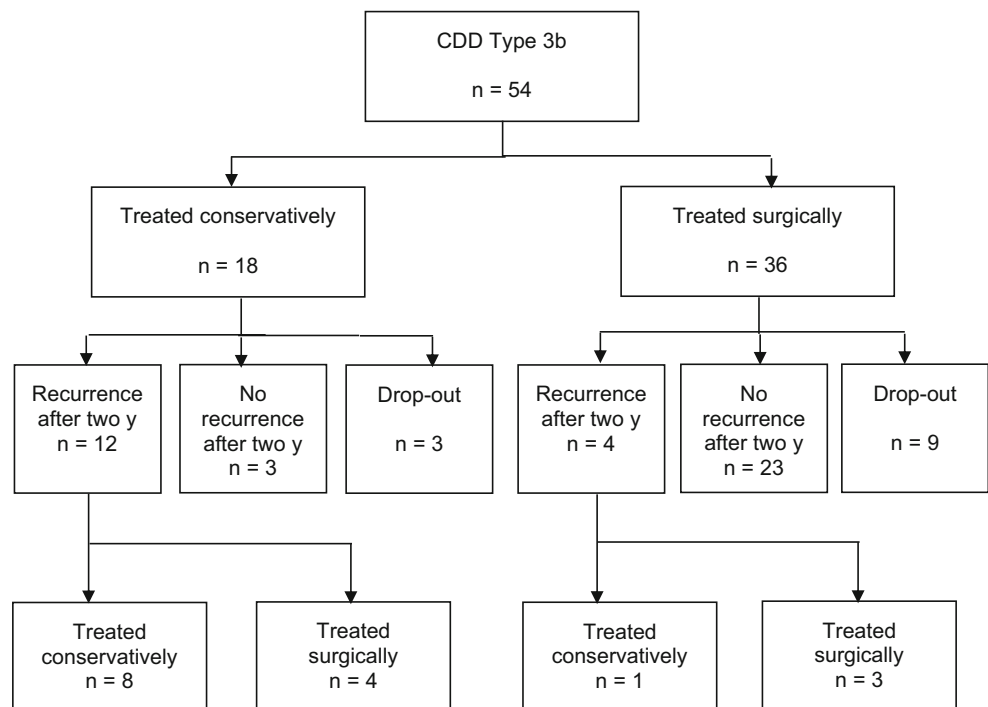 CDD Type 3b
n = 54
Treated conservatively
n = 18
Treated surgically
n = 36
Recurrence
after two y
n = 12
No
recurrence
after two y
n = 3
Drop-out
n = 3
Recurrence
after two y
n = 4
No
recurrence
after two y
n = 23
Drop-out
n = 9
Treated
conservatively
n = 8
Treated
surgically
n = 4
Treated
conservatively
n = 1
Treated
surgically
n = 3